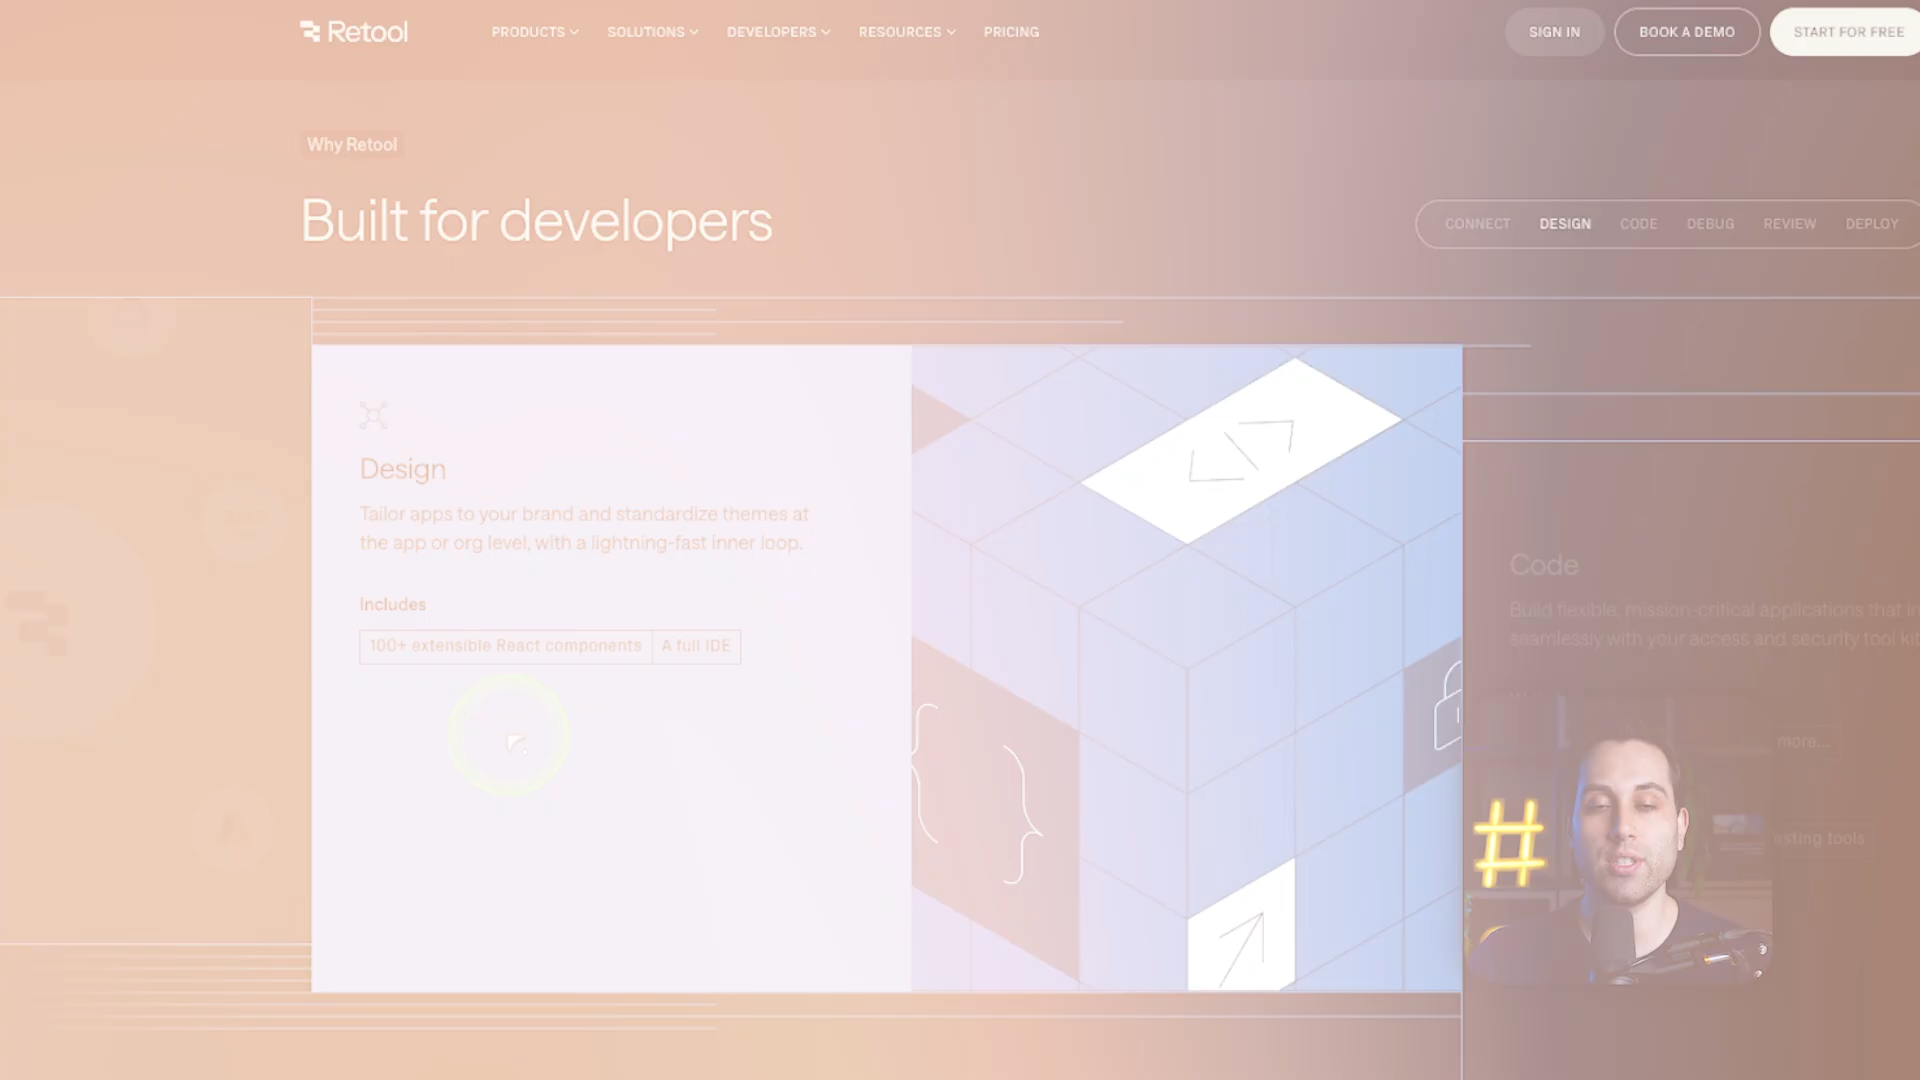 Retool
PRODUCTS
SOLUTIONS
DEVELOPERS
RESOURCES
PRICING
SIGN IN
BOOK A DEMO
START FOR FREE
Why Retool
Built for developers
CONNECT
DESIGN
CODE
DEBUG
REVIEW
DEPLOY
Design
Tailor apps to your brand and standardize themes at
the app or org level, with a lightning-fast inner loop.
Includes
100+ extensible React components
A full IDE
Code
Build flexible, mission-critical applications that
seamlessly with your access and security tool
more...
tools
#